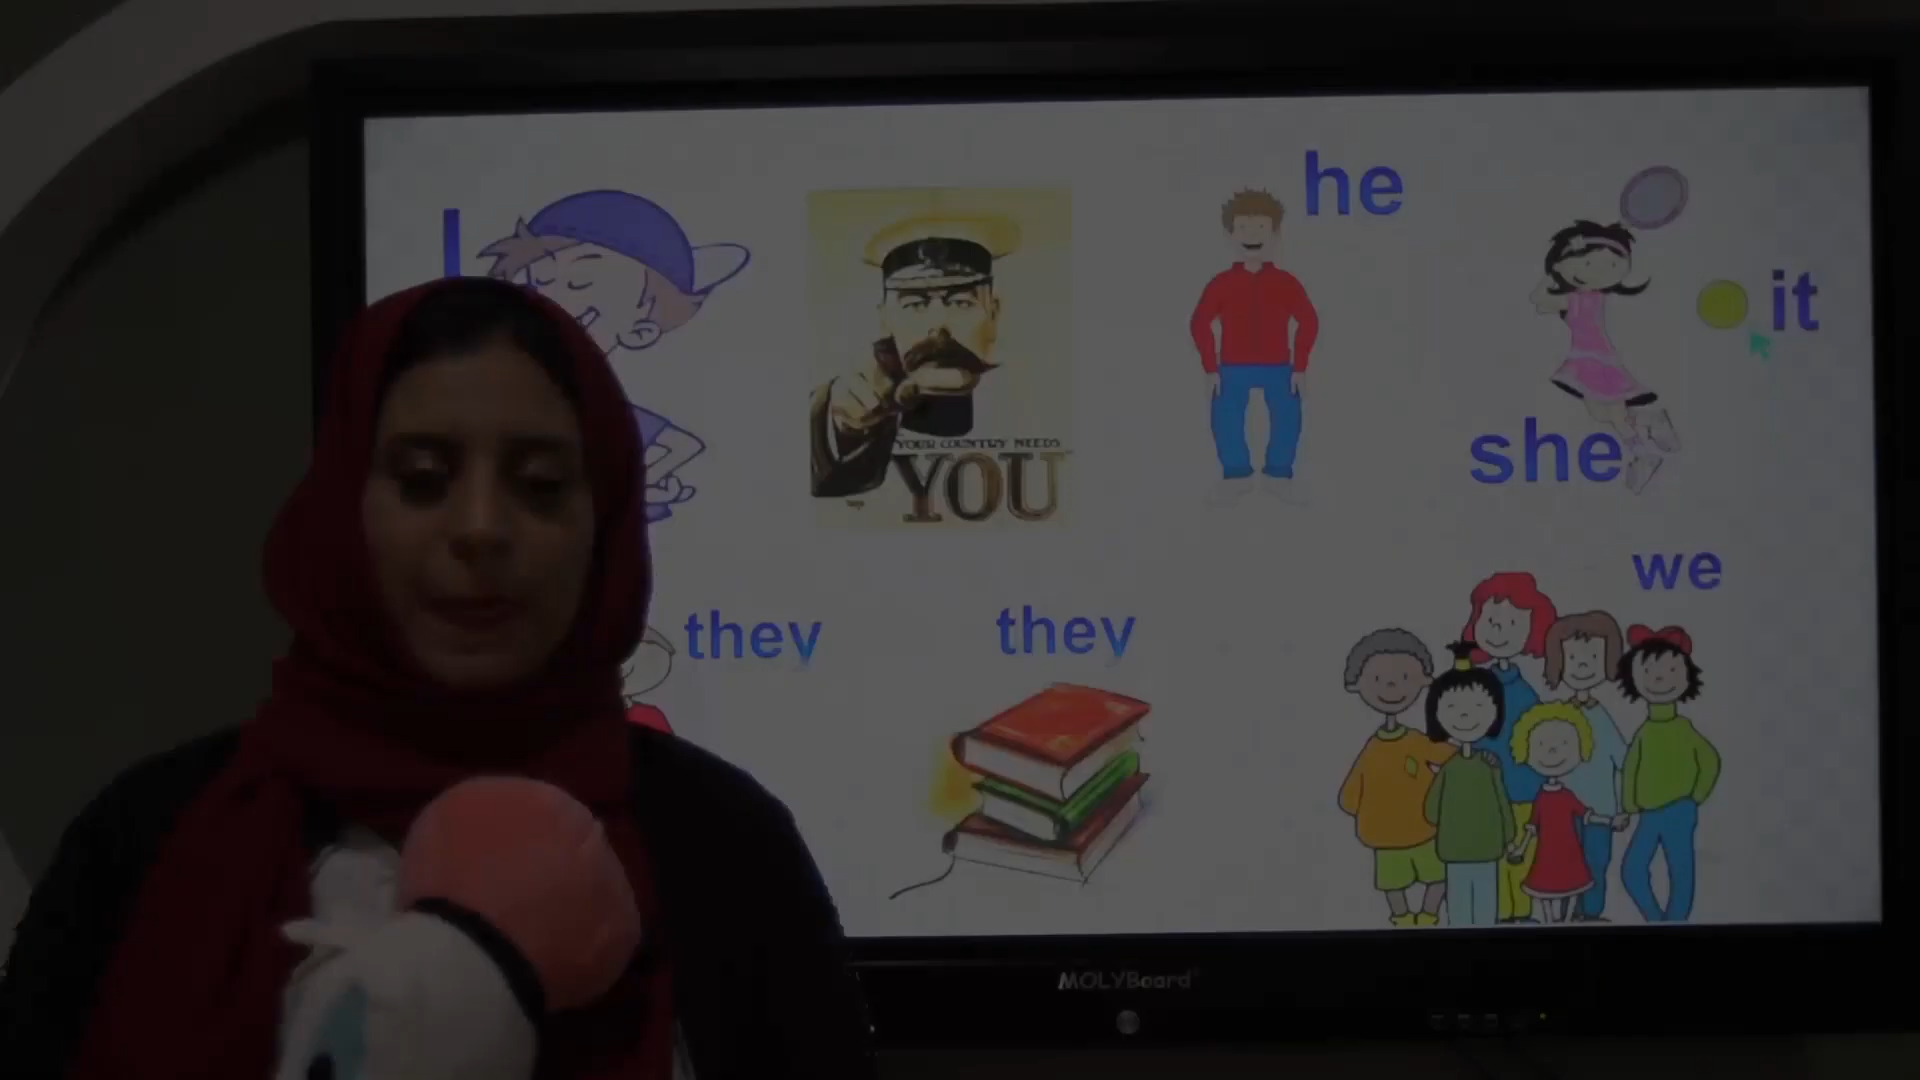 I
he
it
she
YOUR COUNTRY NEEDS
YOU
we
they
they
MOLYBoard